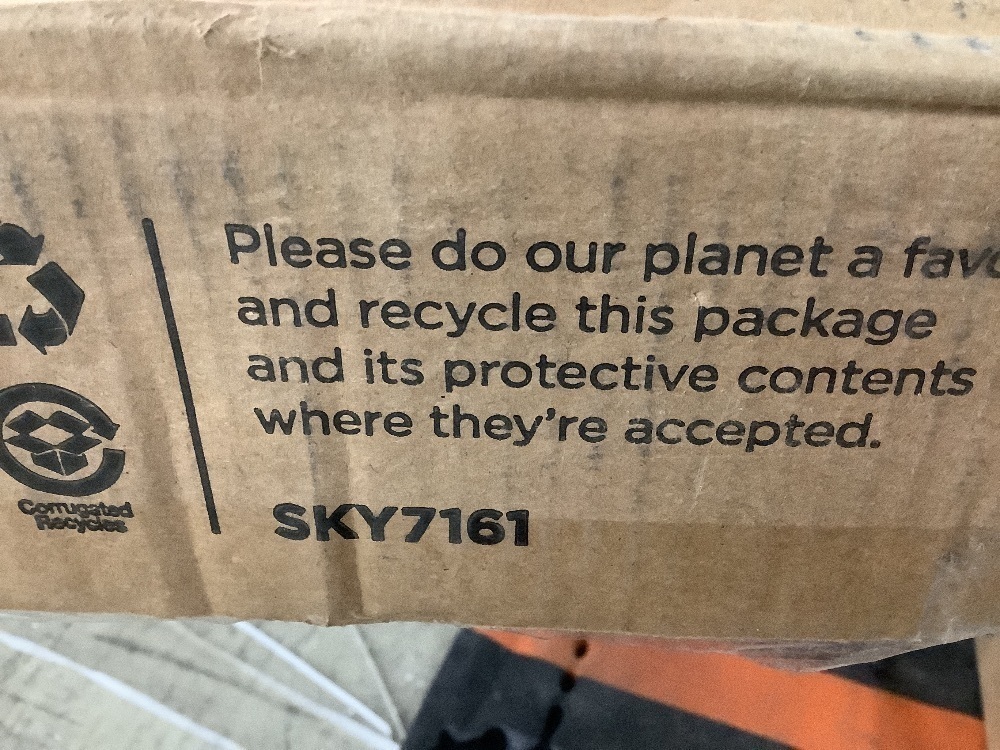 Please do our planet a favo
and recycle this package
and its protective contents
where they're accepted.
SKY7161
Corrugated
Recycles